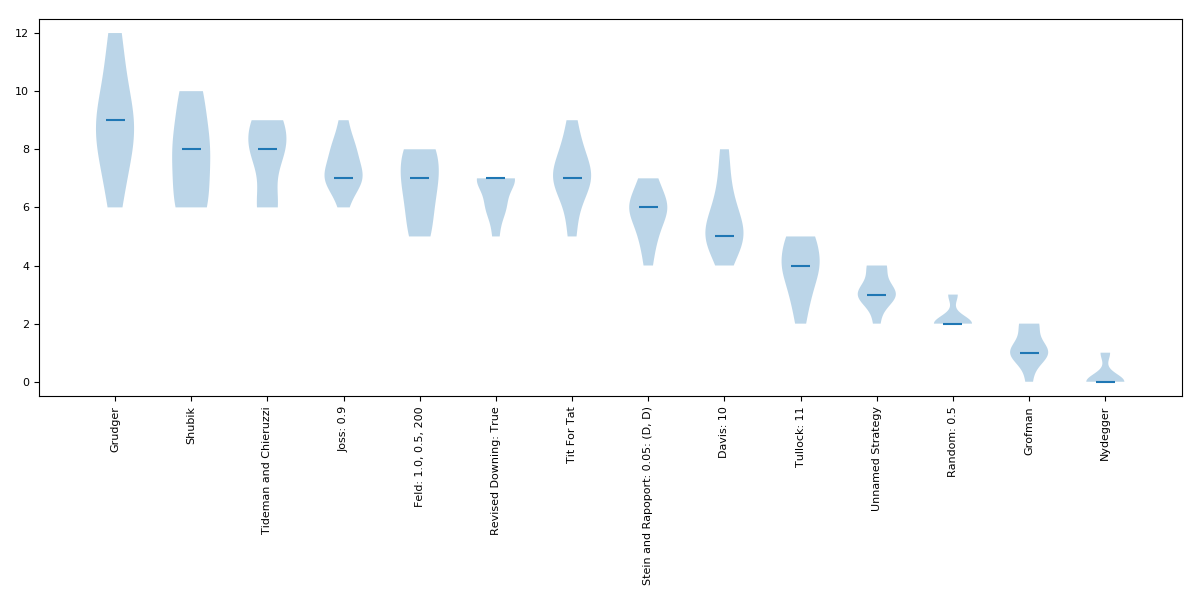 12
10
8
6
4
2
0
Grudger
Shubik
Tideman and Chieruzzi
Joss: 0.9
Feld: 1.0, 0.5, 200
Revised Downing: True
Tit For Tat
Stein and Rapoport: 0.05: (D, D)
Davis: 10
Tullock: 11
Unnamed Strategy
Random: 0.5
Grofman
Nydegger